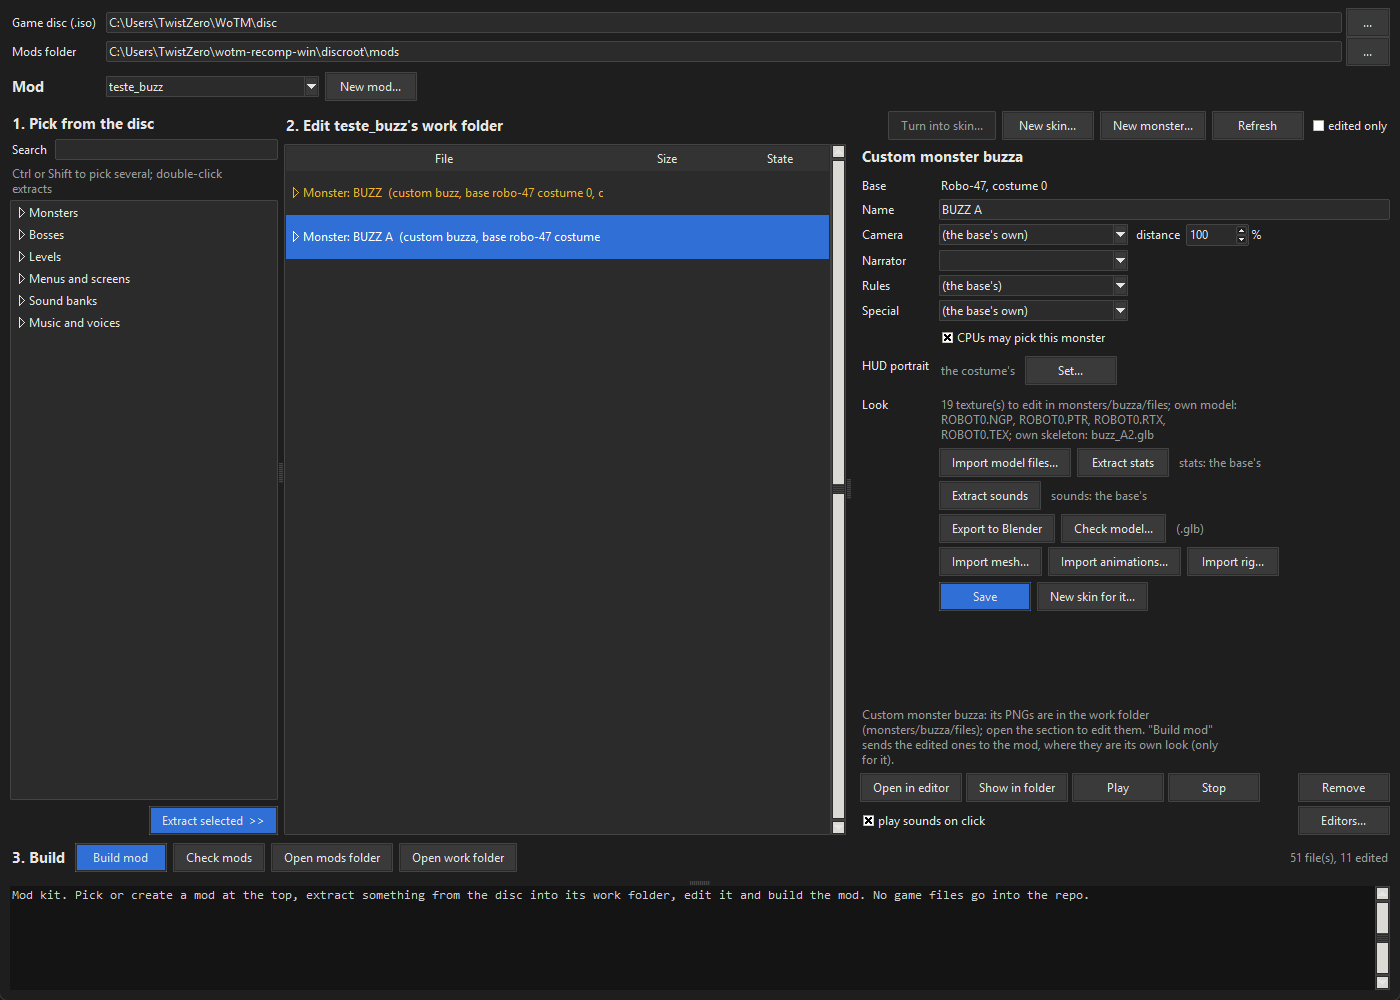 Game disc (.iso) C:\Users\TwistZero\WoTM\disc ...
Mods folder C:\Users\TwistZero\wotm-recomp-win\discroot\mods ...
Mod teste_buzz New mod...
1. Pick from the disc
Search
Ctrl or Shift to pick several; double-click
extracts
Monsters
Bosses
Levels
Menus and screens
Sound banks
Music and voices
Extract selected >>
2. Edit teste_buzz's work folder
Turn into skin... New skin... New monster... Refresh edited only
File Size State
Monster: BUZZ (custom buzz, base robo-47 costume 0, c
Monster: BUZZ A (custom buzza, base robo-47 costume
Custom monster buzza
Base Robo-47, costume 0
Name BUZZ A
Camera (the base's own) distance 100 %
Narrator
Rules (the base's)
Special (the base's own)
CPUs may pick this monster
HUD portrait the costume's Set...
Look 19 texture(s) to edit in monsters/buzza/files; own model:
ROBOT0.NGP, ROBOT0.PTR, ROBOT0.RTX,
ROBOT0.TEX; own skeleton: buzz_A2.glb
Import model files... Extract stats stats: the base's
Extract sounds sounds: the base's
Export to Blender Check model... (.glb)
Import mesh... Import animations... Import rig...
Save New skin for it...
Custom monster buzza: its PNGs are in the work folder
(monsters/buzza/files); open the section to edit them. "Build mod"
sends the edited ones to the mod, where they are its own look (only
for it).
Open in editor Show in folder Play Stop Remove
play sounds on click Editors...
3. Build Build mod Check mods Open mods folder Open work folder 51 file(s), 11 edited
Mod kit. Pick or create a mod at the top, extract something from the disc into its work folder, edit it and build the mod. No game files go into the repo.